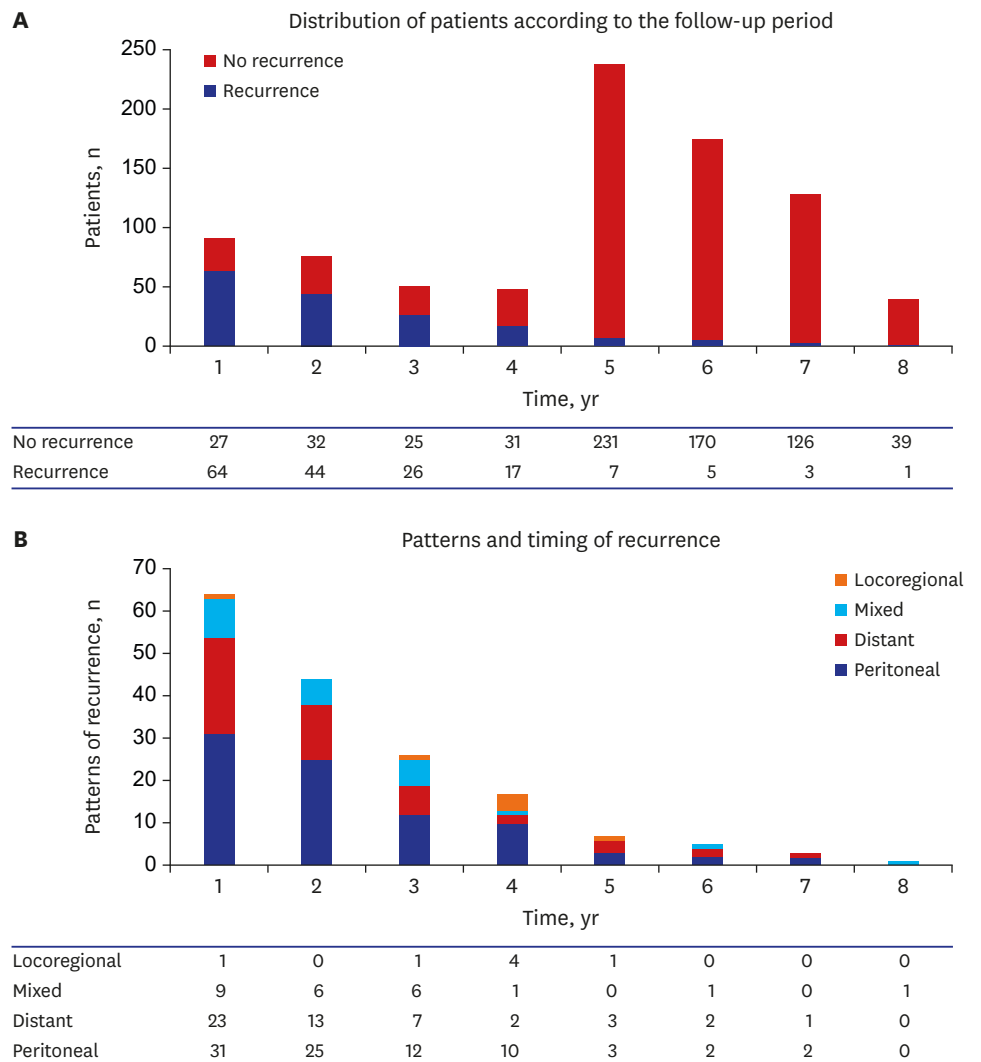 A
Distribution of patients according to the follow-up period
No recurrence
Recurrence
Patients, n
250
200
150
100
50
0
1 2 3 4 5 6 7 8
Time, yr
No recurrence 27 32 25 31 231 170 126 39
Recurrence 64 44 26 17 7 5 3 1
B
Patterns and timing of recurrence
Locoregional
Mixed
Distant
Peritoneal
Patterns of recurrence, n
70
60
50
40
30
20
10
0
1 2 3 4 5 6 7 8
Time, yr
Locoregional 1 0 1 4 1 0 0 0
Mixed 9 6 6 1 0 1 0 1
Distant 23 13 7 2 3 2 1 0
Peritoneal 31 25 12 10 3 2 2 0